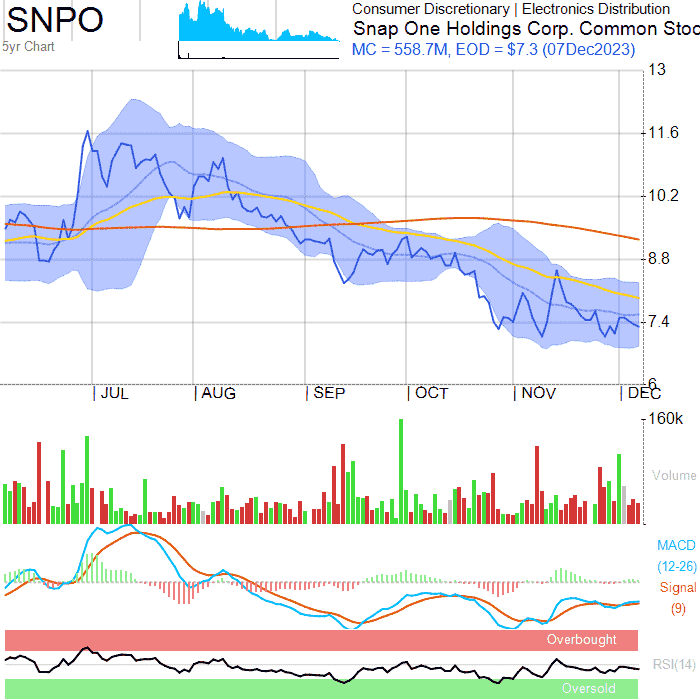 SNPO
5yr Chart
Consumer Discretionary | Electronics Distribution
Snap One Holdings Corp. Common Stoc
MC = 558.7M, EOD = $7.3 (07Dec2023)
13
11.6
10.2
8.8
7.4
6
JUL AUG SEP OCT NOV DEC
160k
Volume
MACD
(12-26)
Signal
(9)
Overbought
RSI(14)
Oversold